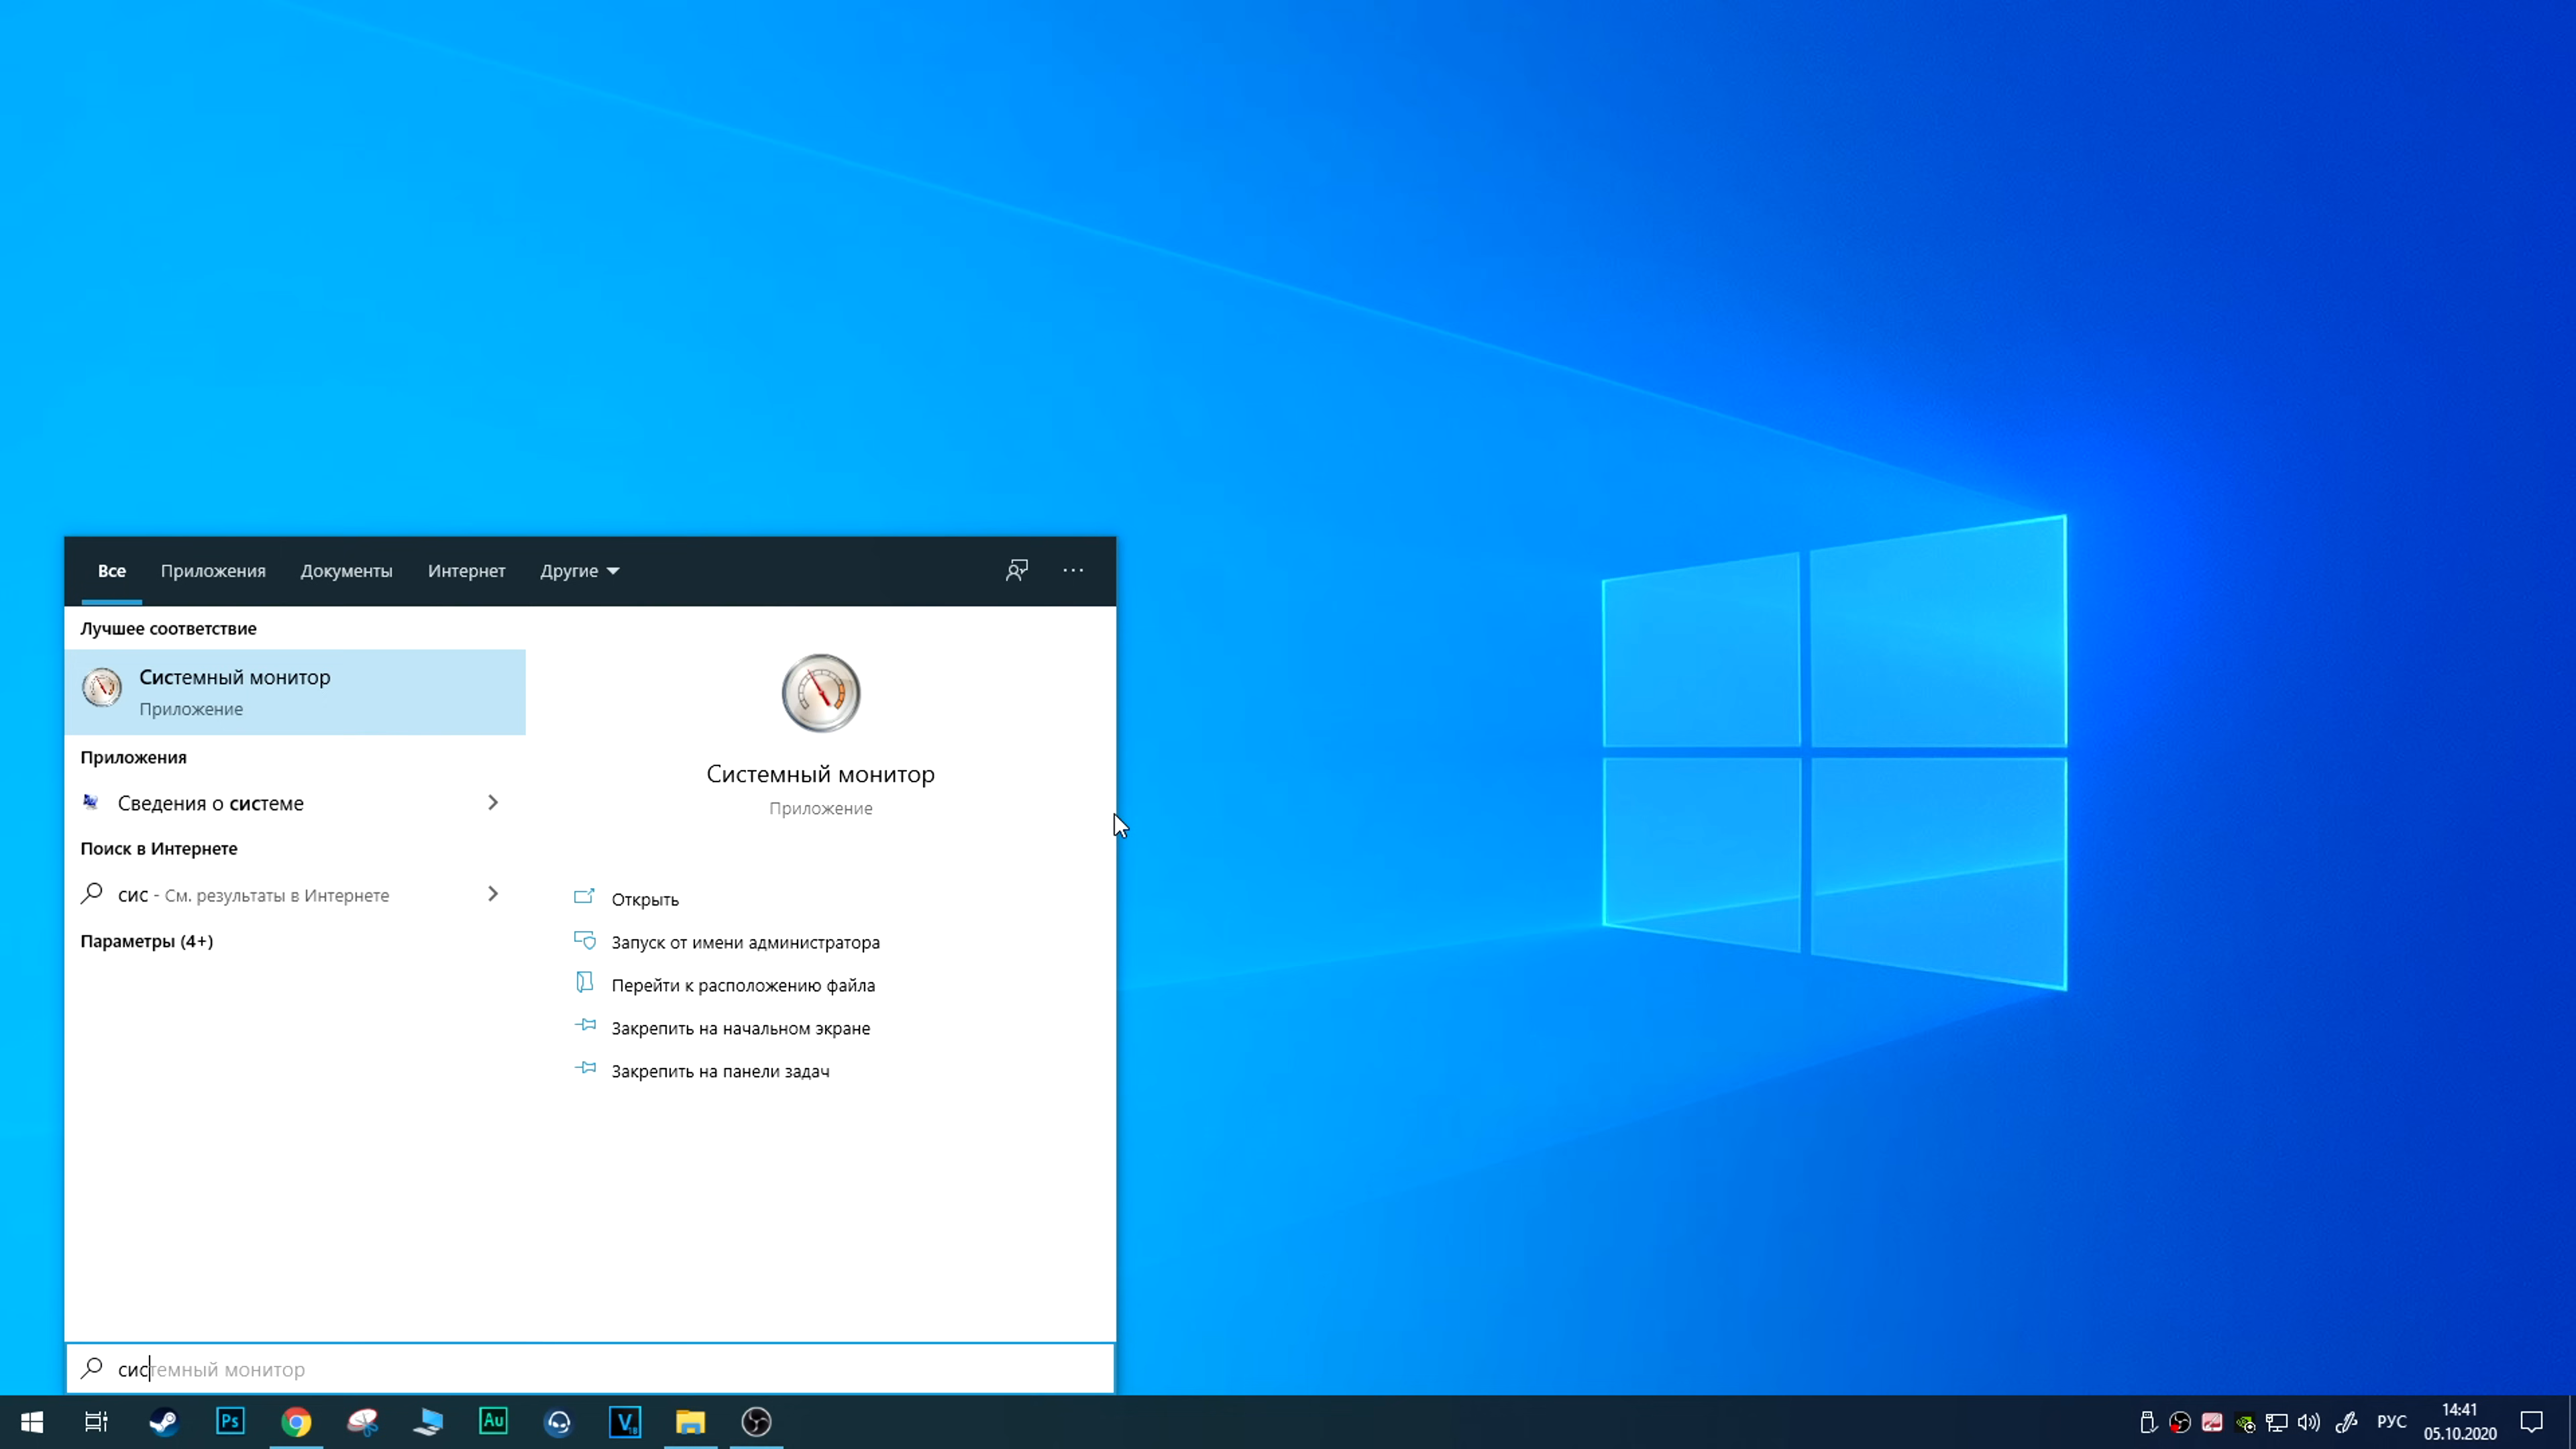 Все Приложения Документы Интернет Другие
Лучшее соответствие
Системный монитор
Приложение
Приложения
Сведения о системе
Поиск в Интернете
сис - См. результаты в Интернете
Параметры (4+)
Системный монитор
Приложение
Открыть
Запуск от имени администратора
Перейти к расположению файла
Закрепить на начальном экране
Закрепить на панели задач
системный монитор
Ps
Au
V
18
РУС
14:41
05.10.2020